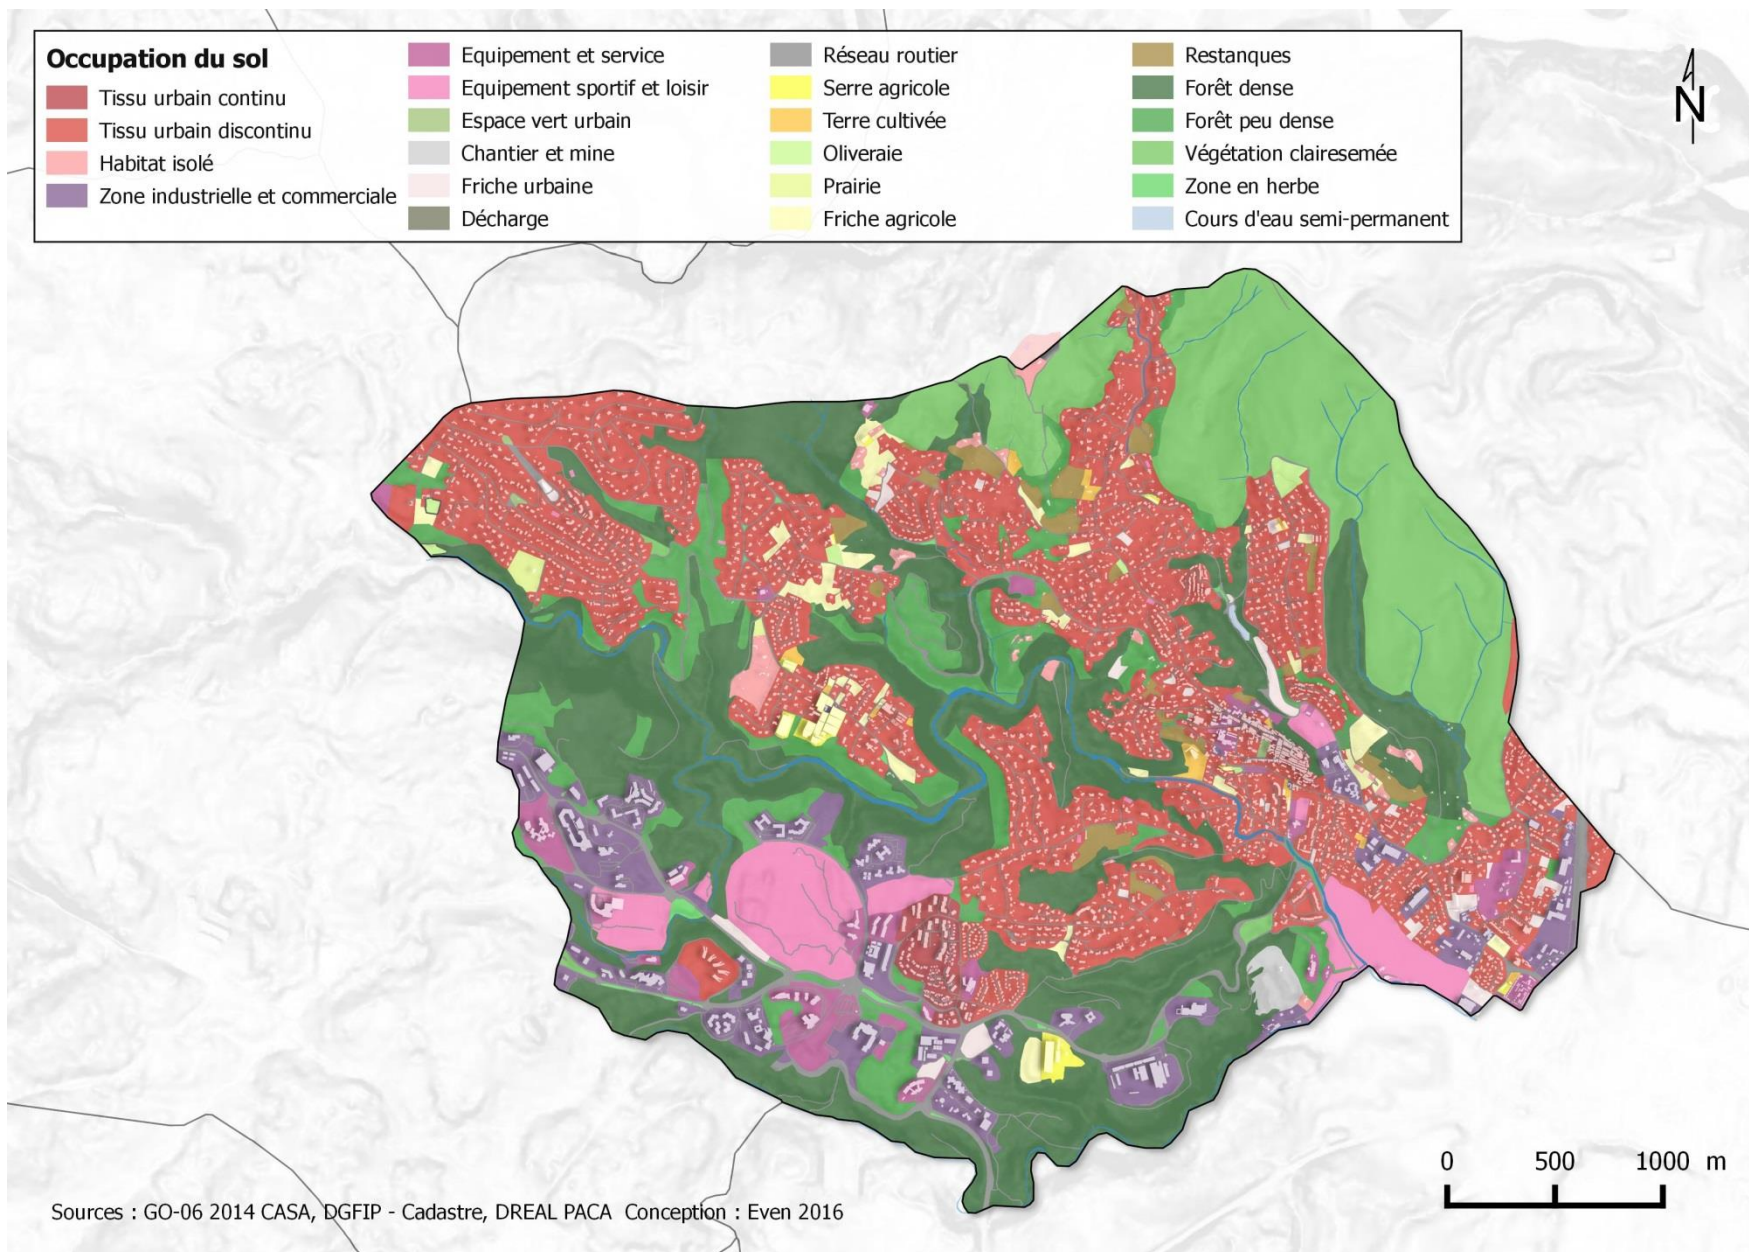 Occupation du sol
Tissu urbain continu
Tissu urbain discontinu
Habitat isolé
Zone industrielle et commerciale
Equipement et service
Equipement sportif et loisir
Espace vert urbain
Chantier et mine
Friche urbaine
Décharge
Réseau routier
Serre agricole
Terre cultivée
Oliveraie
Prairie
Friche agricole
Restanques
Forêt dense
Forêt peu dense
Végétation clairesemée
Zone en herbe
Cours d'eau semi-permanent
N
0 500 1000 m
Sources : GO-06 2014 CASA, DGFIP - Cadastre, DREAL PACA Conception : Even 2016